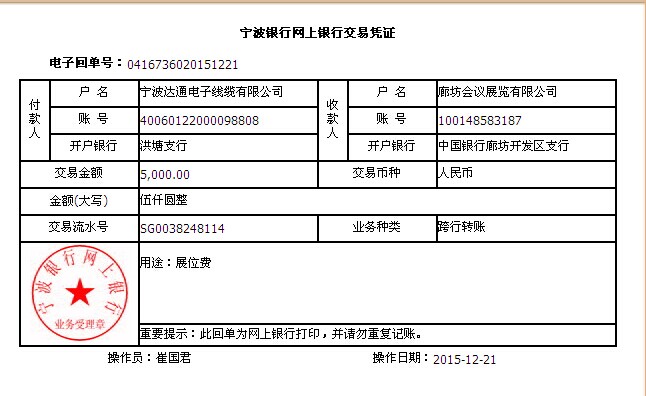 宁波银行网上银行交易凭证
电子回单号：0416736020151221
付款人 户 名 宁波达通电子线缆有限公司 收款人 户 名 廊坊会议展览有限公司
账 号 40060122000098808 账 号 100148583187
开户银行 洪塘支行 开户银行 中国银行廊坊开发区支行
交易金额 5,000.00 交易币种 人民币
金额(大写) 伍仟圆整
交易流水号 SG0038248114 业务种类 跨行转账
宁波银行网上银行
业务受理章
用途：展位费
重要提示：此回单为网上银行打印，并请勿重复记账。
操作员：崔国君 操作日期：2015-12-21